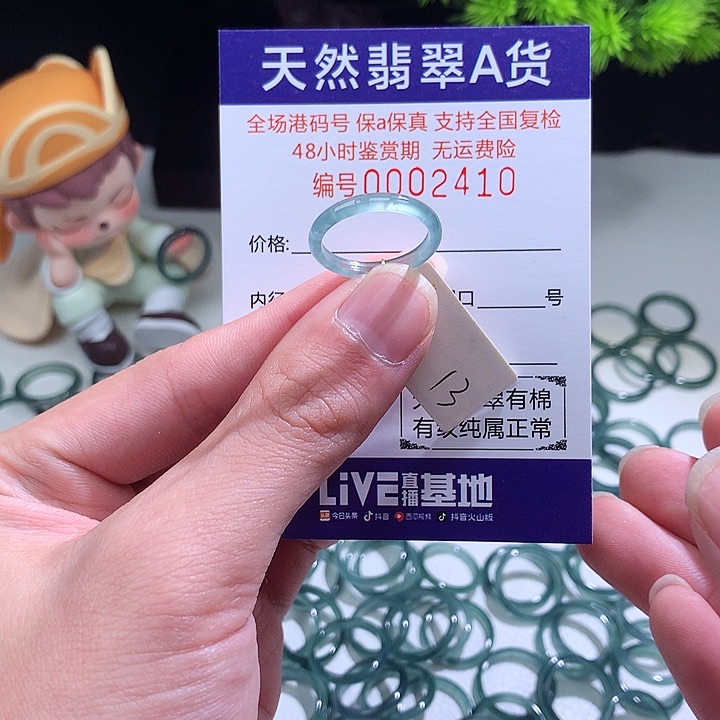 天然翡翠A货
全场港码号 保a保真 支持全国复检
48小时鉴赏期 无运费险
编号0002410
价格:
内 口 号
13
翠有棉
有纹纯属正常
LiVE直播基地
今日头条 抖音 西瓜视频 抖音火山版